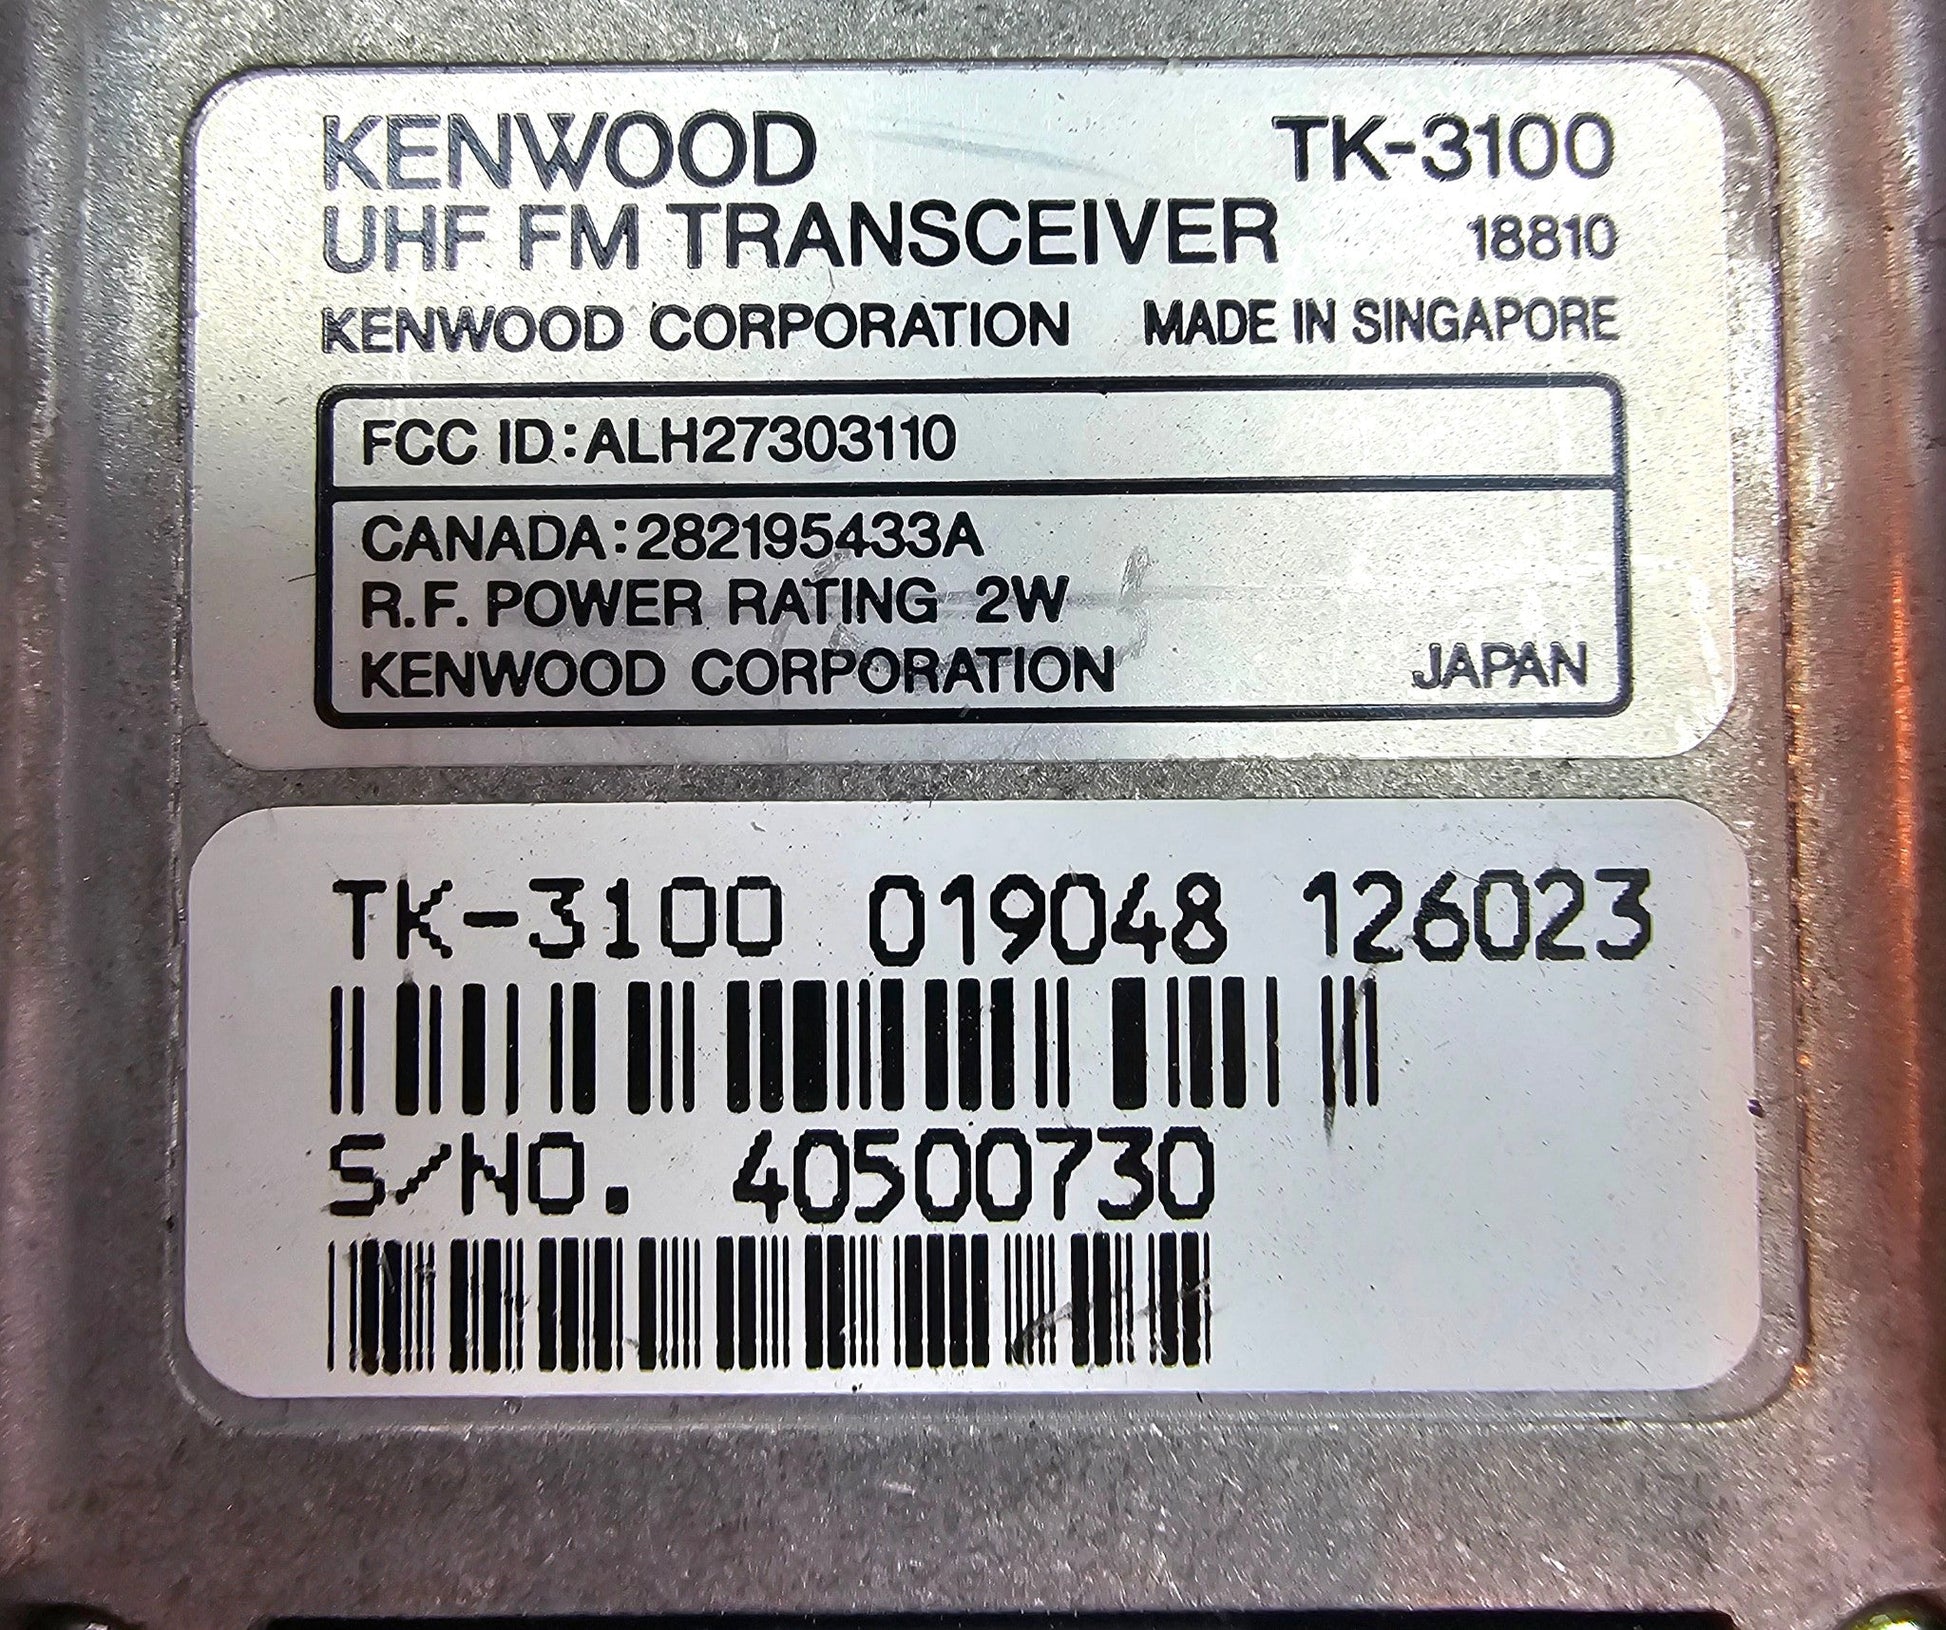 KENWOOD TK-3100
UHF FM TRANSCEIVER 18810
KENWOOD CORPORATION MADE IN SINGAPORE
FCC ID:ALH27303110
CANADA:282195433A
R.F. POWER RATING 2W
KENWOOD CORPORATION JAPAN
TK-3100 019048 126023
S/NO. 40500730